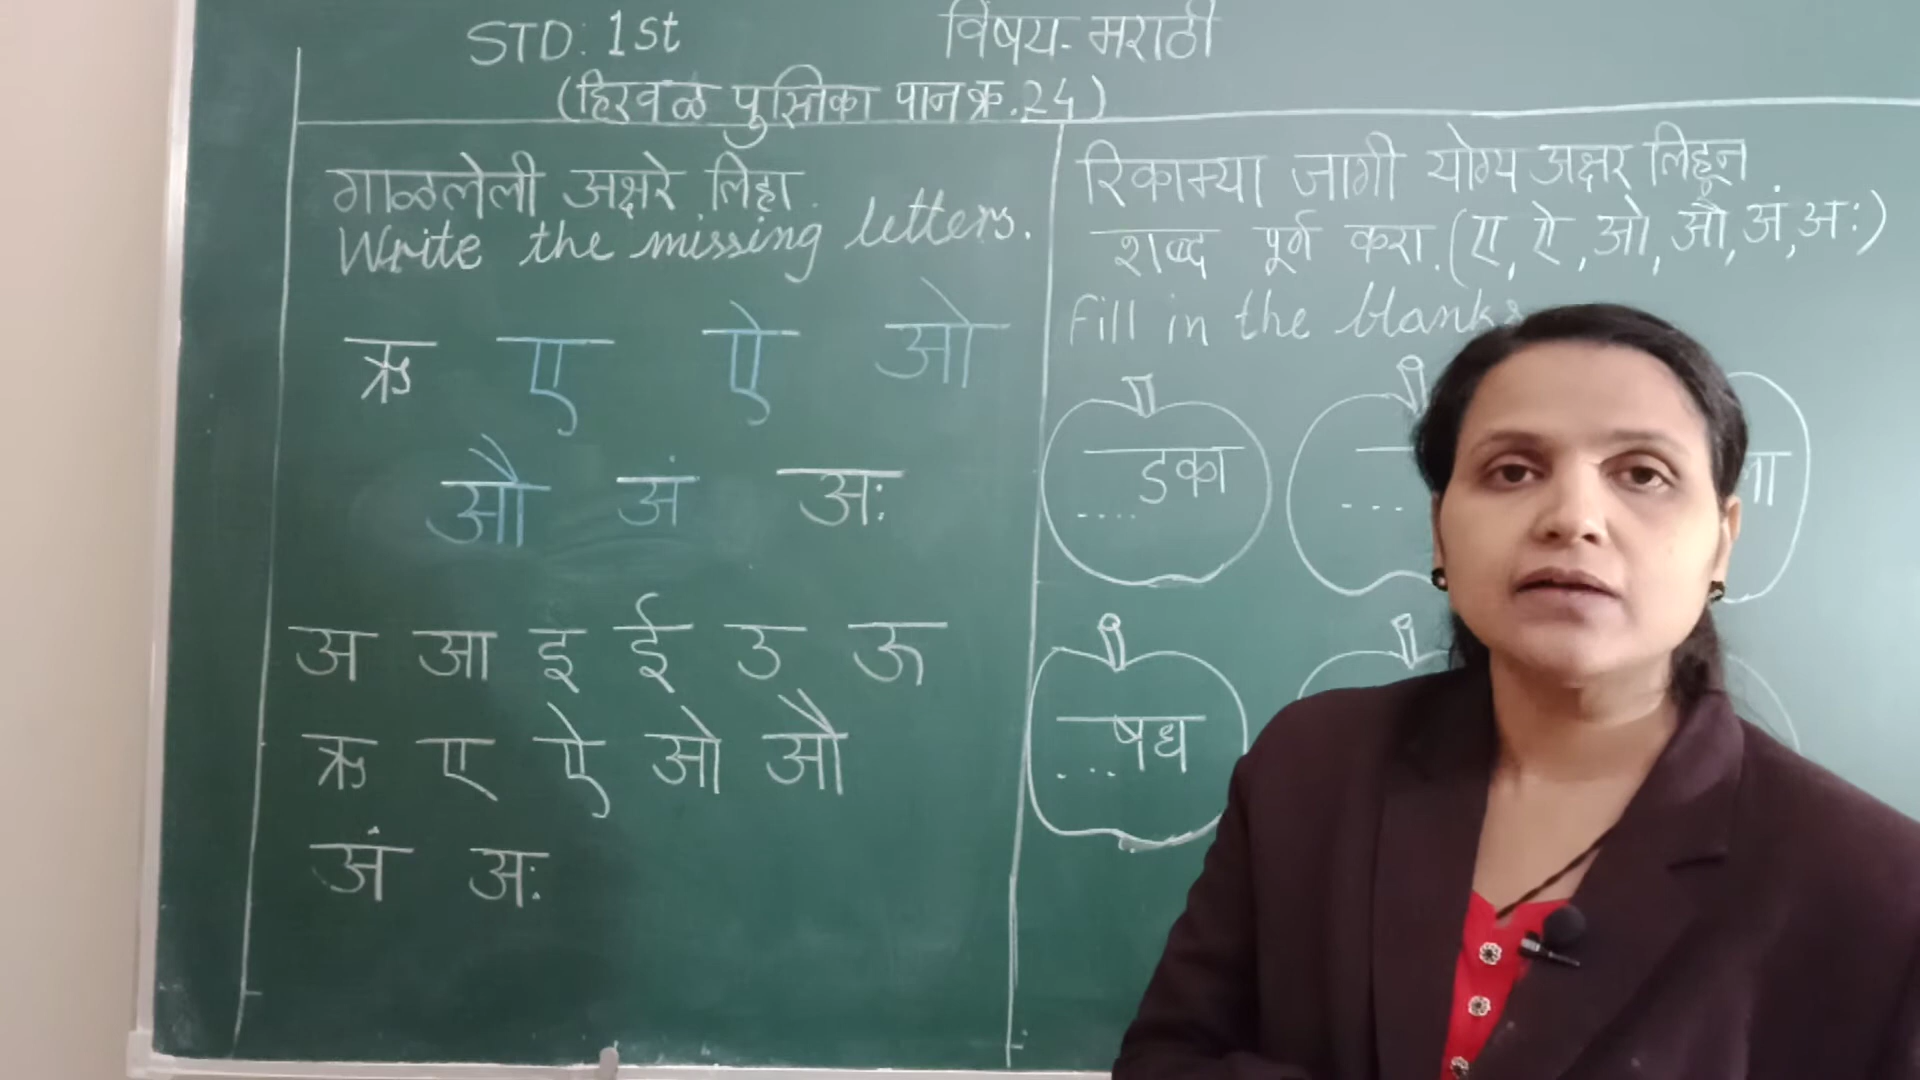 STD: 1st विषय- मराठी
(हिरवळ पुस्तिका पान क्र. 24)
गाळलेली अक्षरे लिहा.
Write the missing letters.
ऋ ए ऐ ओ
औ अं अः
अ आ इ ई उ ऊ
ऋ ए ऐ ओ औ
अं अः
रिकाम्या जागी योग्य अक्षर लिहून
शब्द पूर्ण करा. (ए, ऐ, ओ, औ, अं, अः)
Fill in the blanks
....डका ...
...षध